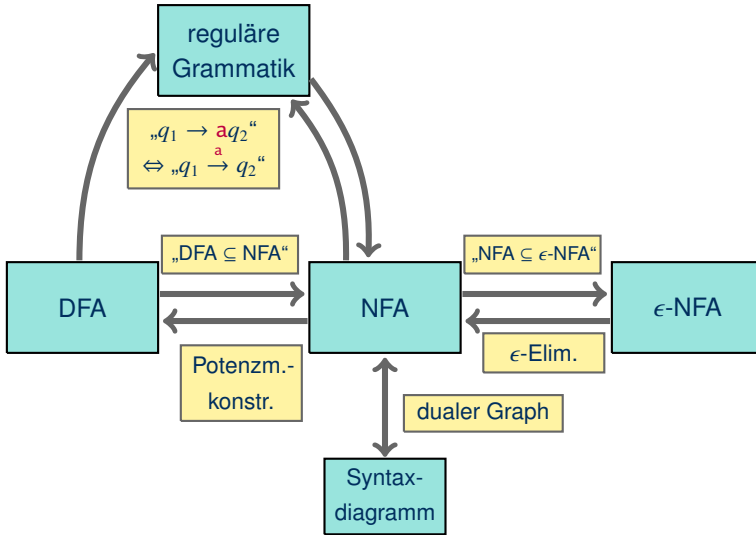 reguläre
Grammatik
„q₁ → aq₂“
⇔ „q₁ →ᵃ q₂“
„DFA ⊆ NFA“
„NFA ⊆ ϵ-NFA“
DFA
NFA
ϵ-NFA
Potenzm.-
konstr.
ϵ-Elim.
dualer Graph
Syntax-
diagramm